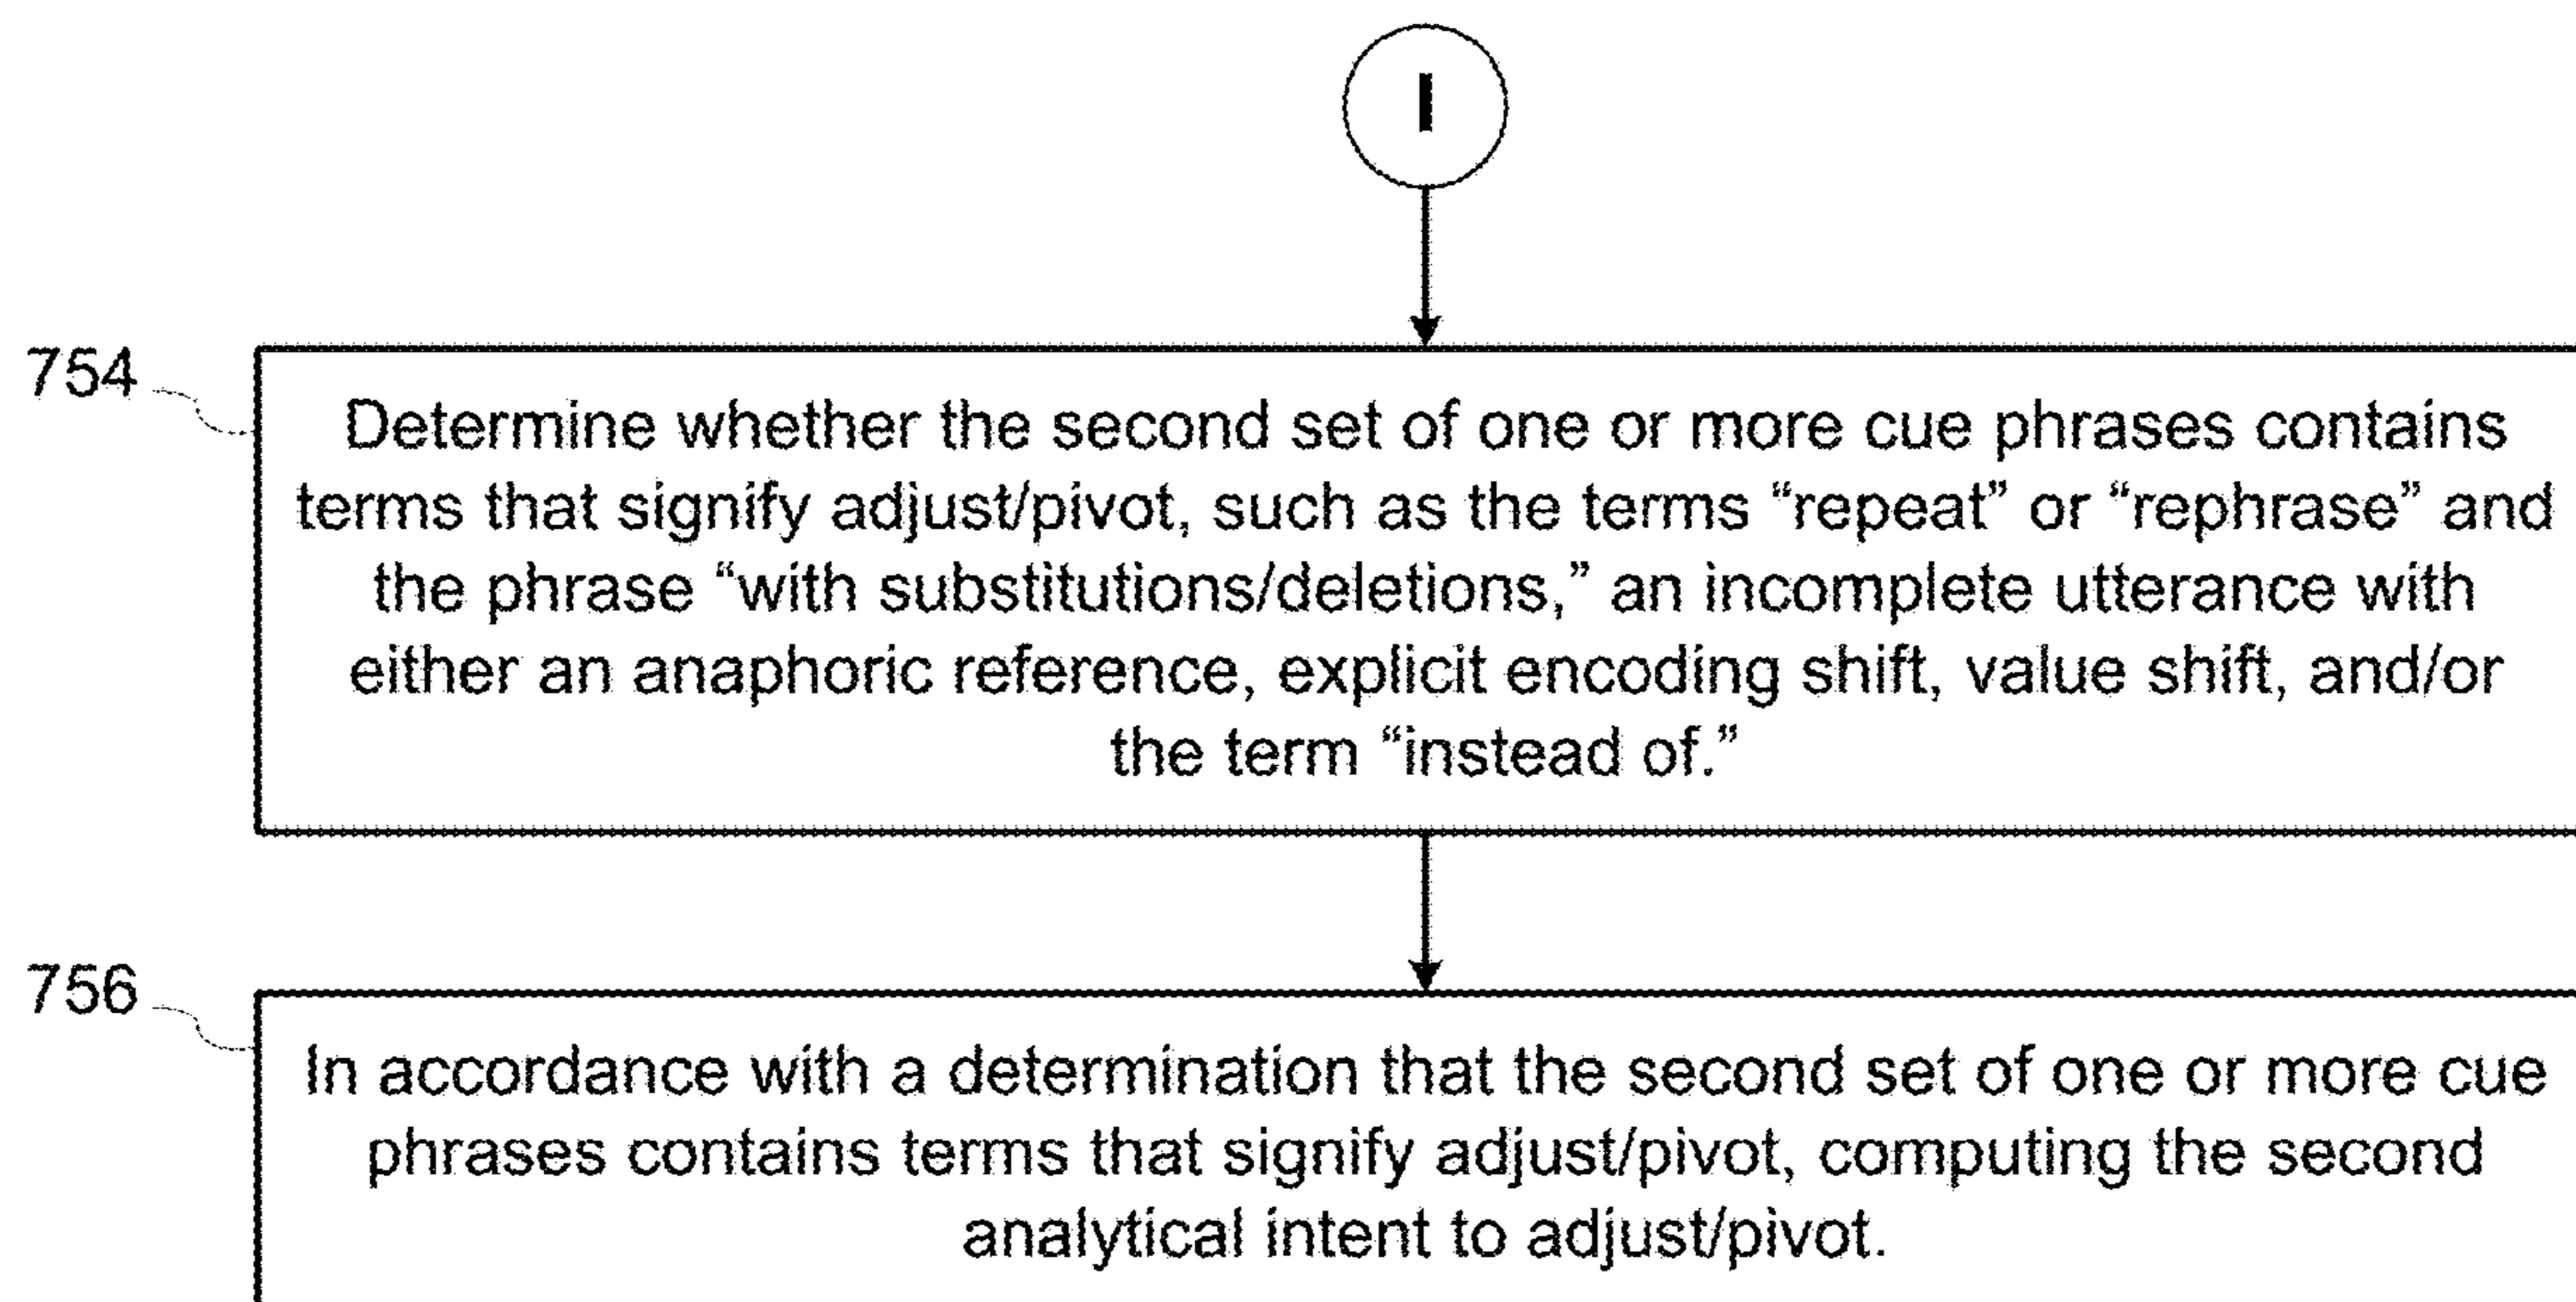 I
754
Determine whether the second set of one or more cue phrases contains
terms that signify adjust/pivot, such as the terms “repeat” or “rephrase” and
the phrase “with substitutions/deletions,” an incomplete utterance with
either an anaphoric reference, explicit encoding shift, value shift, and/or
the term “instead of.”
756
In accordance with a determination that the second set of one or more cue
phrases contains terms that signify adjust/pivot, computing the second
analytical intent to adjust/pivot.